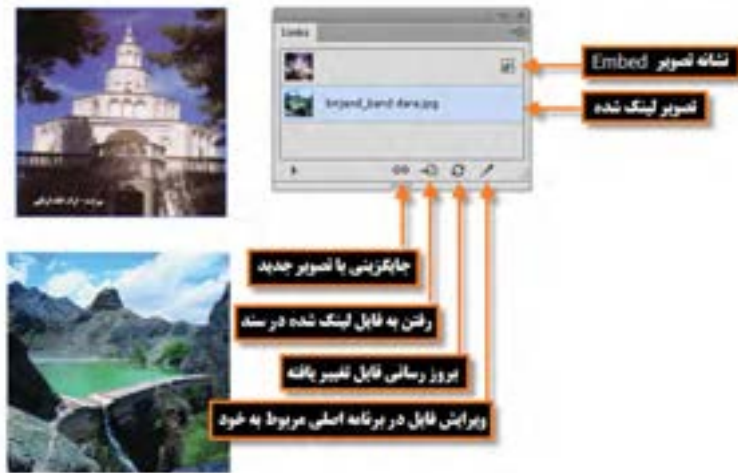 Links
نشانه تصویر Embed
birjand_band dara.jpg
تصویر لینک شده
جایگزینی با تصویر جدید
رفتن به فایل لینک شده در سند
بروز رسانی فایل تغییر یافته
ویرایش فایل در برنامه اصلی مربوط به خود